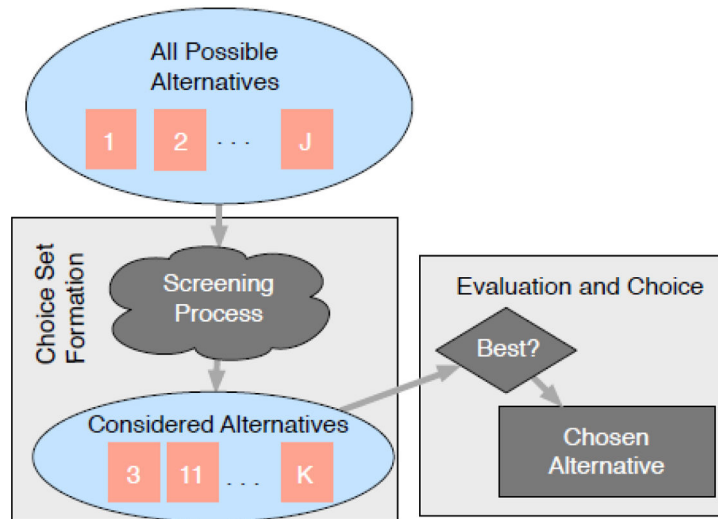 All Possible
Alternatives
1 2 . . . J
Choice Set
Formation
Screening
Process
Considered Alternatives
3 11 . . . K
Evaluation and Choice
Best?
Chosen
Alternative